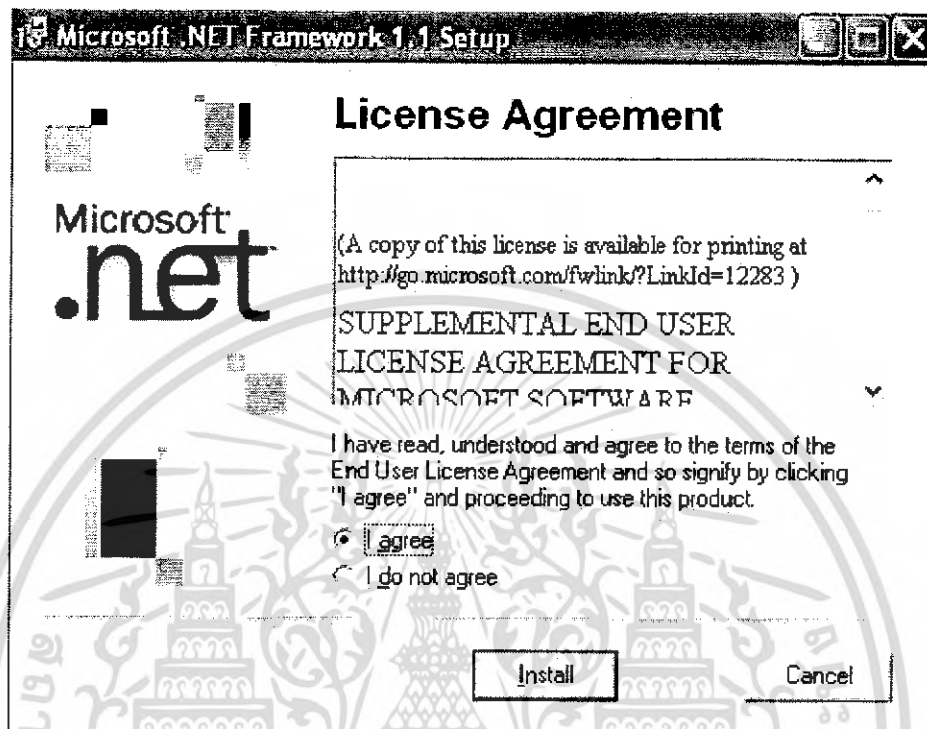 Microsoft .NET Framework 1.1 Setup
License Agreement
Microsoft
.net
(A copy of this license is available for printing at
http://go.microsoft.com/fwlink/?LinkId=12283 )
SUPPLEMENTAL END USER
LICENSE AGREEMENT FOR
MICROSOFT SOFTWARE
I have read, understood and agree to the terms of the
End User License Agreement and so signify by clicking
"I agree" and proceeding to use this product.
I agree
I do not agree
Install
Cancel